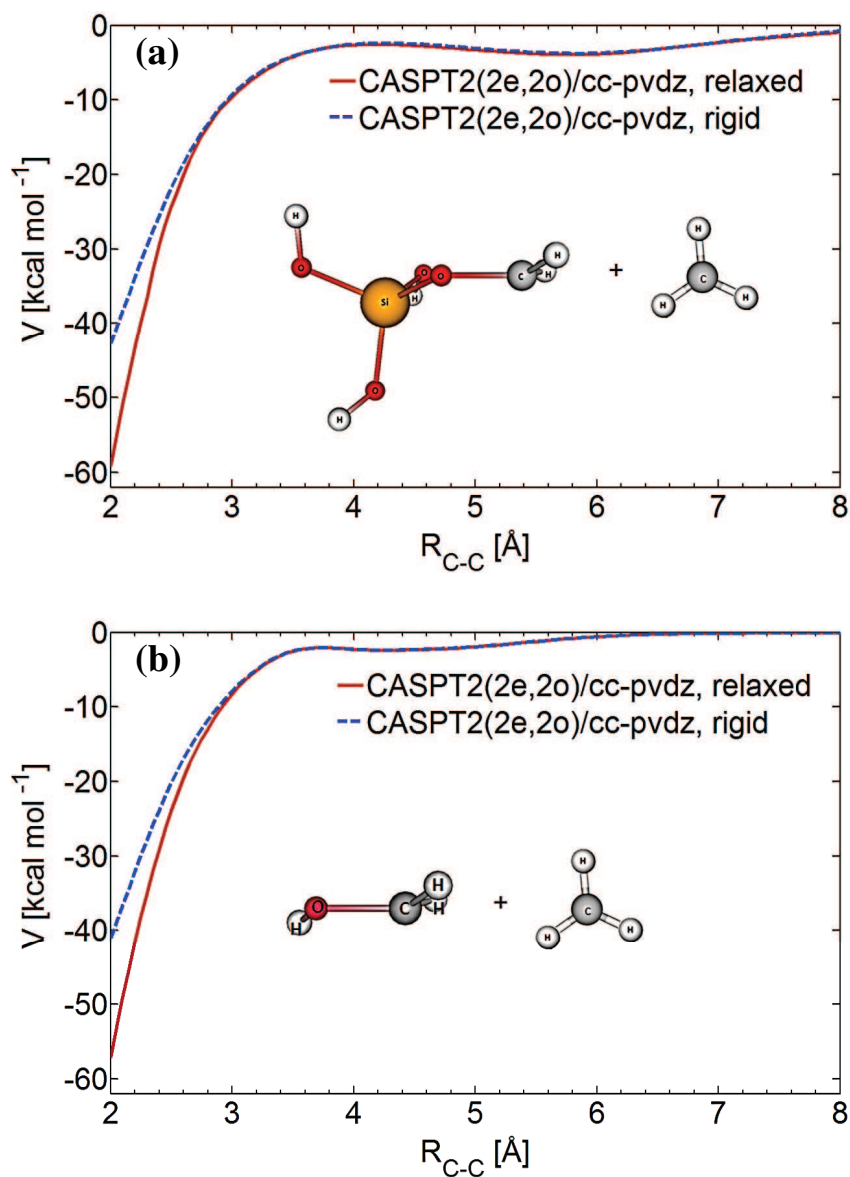 (a)
CASPT2(2e,2o)/cc-pvdz, relaxed
CASPT2(2e,2o)/cc-pvdz, rigid
V [kcal mol⁻¹]
0
-10
-20
-30
-40
-50
-60
H
O
Si
O
O
H
O
H
C
H
H
+
H
C
H
H
2 3 4 5 6 7 8
R_C-C [Å]
(b)
CASPT2(2e,2o)/cc-pvdz, relaxed
CASPT2(2e,2o)/cc-pvdz, rigid
V [kcal mol⁻¹]
0
-10
-20
-30
-40
-50
-60
H
O
C
H
H
+
H
C
H
H
2 3 4 5 6 7 8
R_C-C [Å]